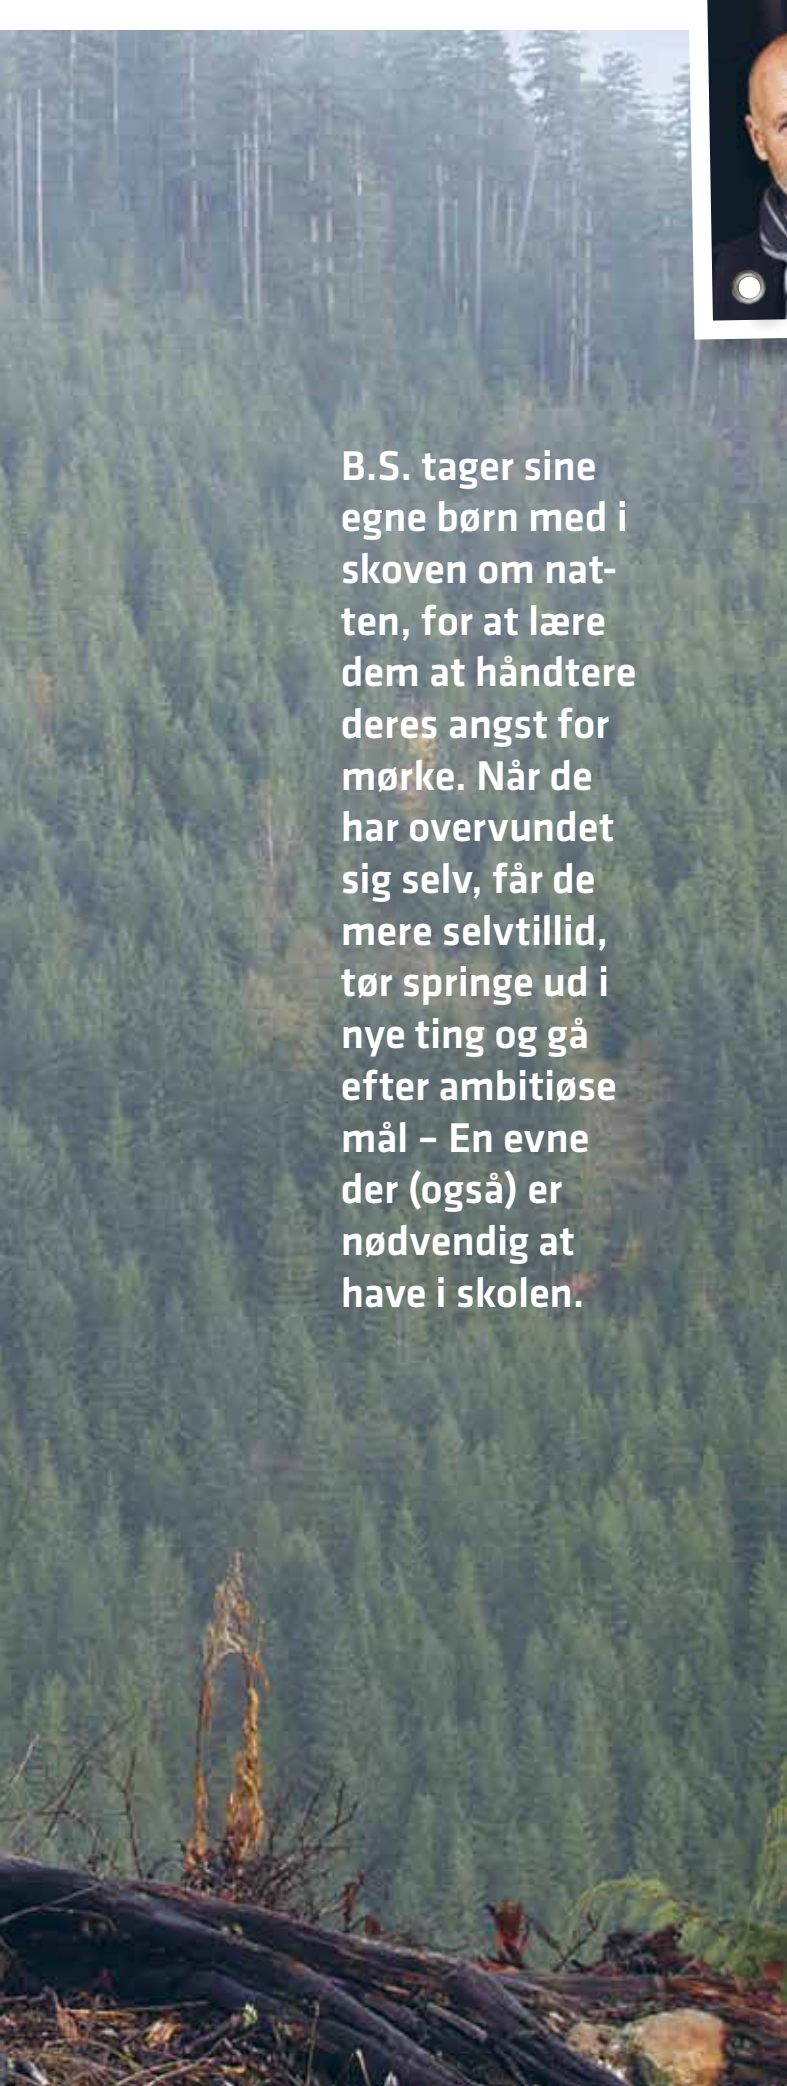 B.S. tager sine
egne børn med i
skoven om nat-
ten, for at lære
dem at håndtere
deres angst for
mørke. Når de
har overvundet
sig selv, får de
mere selvtillid,
tør springe ud i
nye ting og gå
efter ambitiøse
mål – En evne
der (også) er
nødvendig at
have i skolen.